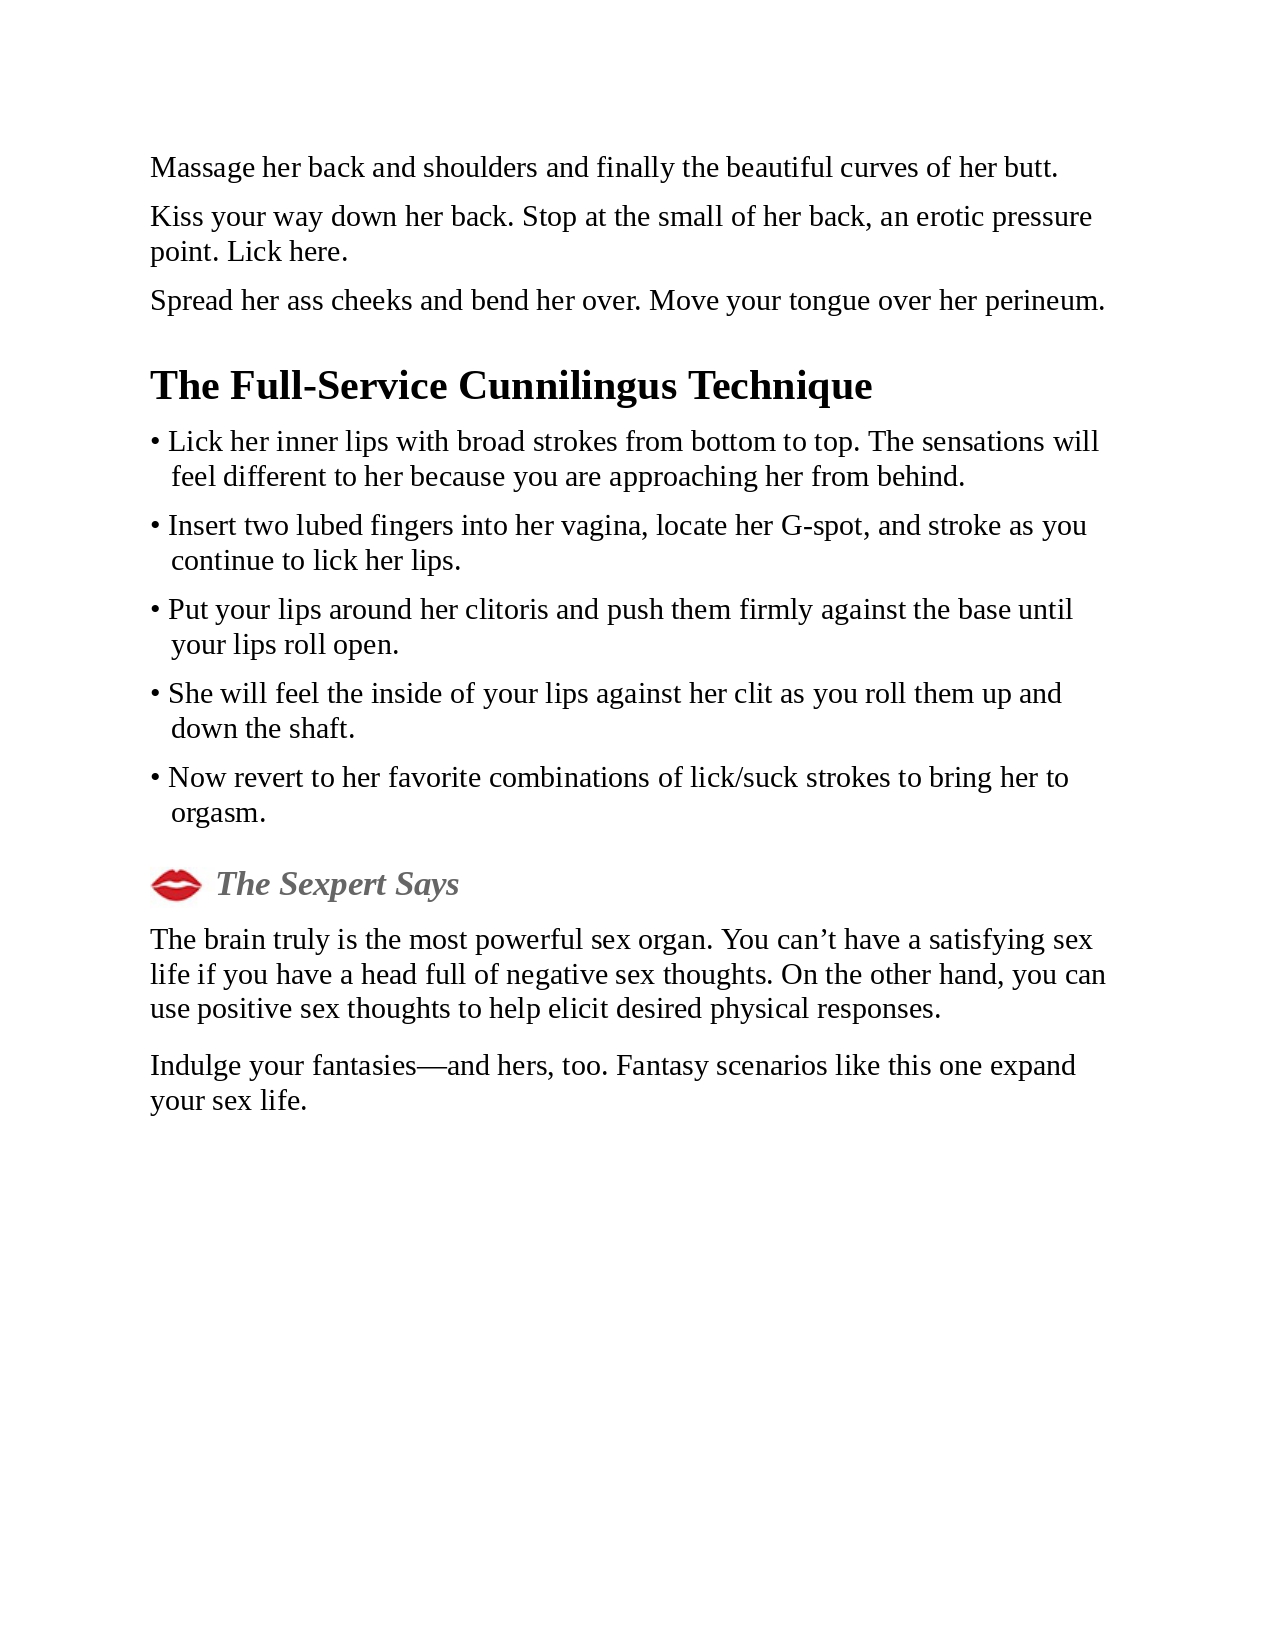 Massage her back and shoulders and finally the beautiful curves of her butt.
Kiss your way down her back. Stop at the small of her back, an erotic pressure
point. Lick here.
Spread her ass cheeks and bend her over. Move your tongue over her perineum.
The Full-Service Cunnilingus Technique
• Lick her inner lips with broad strokes from bottom to top. The sensations will
feel different to her because you are approaching her from behind.
• Insert two lubed fingers into her vagina, locate her G-spot, and stroke as you
continue to lick her lips.
• Put your lips around her clitoris and push them firmly against the base until
your lips roll open.
• She will feel the inside of your lips against her clit as you roll them up and
down the shaft.
• Now revert to her favorite combinations of lick/suck strokes to bring her to
orgasm.
The Sexpert Says
The brain truly is the most powerful sex organ. You can’t have a satisfying sex
life if you have a head full of negative sex thoughts. On the other hand, you can
use positive sex thoughts to help elicit desired physical responses.
Indulge your fantasies—and hers, too. Fantasy scenarios like this one expand
your sex life.